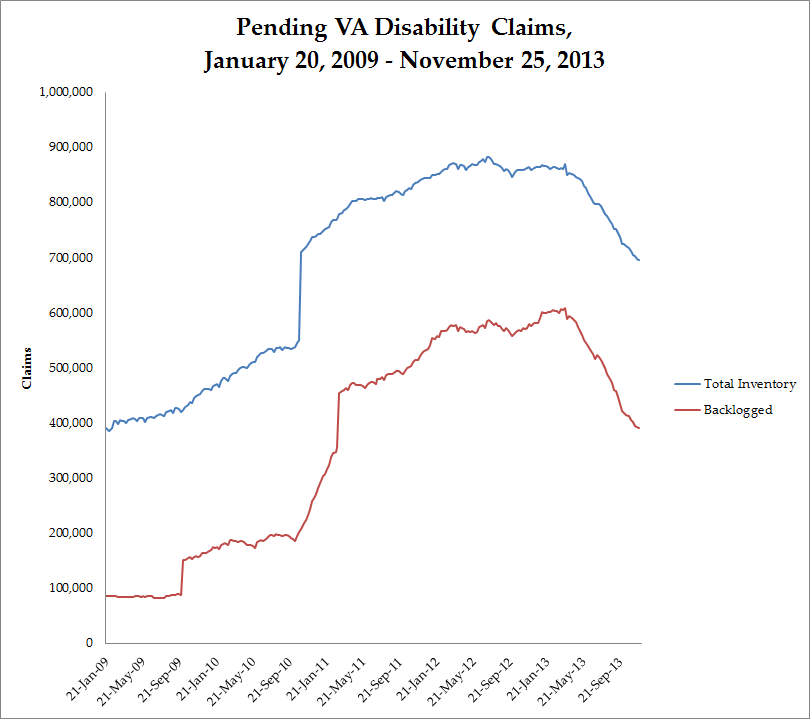 Pending VA Disability Claims,
January 20, 2009 - November 25, 2013
1,000,000
900,000
800,000
700,000
600,000
500,000
400,000
300,000
200,000
100,000
0
Claims
Total Inventory
Backlogged
21-Jan-09
21-May-09
21-Sep-09
21-Jan-10
21-May-10
21-Sep-10
21-Jan-11
21-May-11
21-Sep-11
21-Jan-12
21-May-12
21-Sep-12
21-Jan-13
21-May-13
21-Sep-13